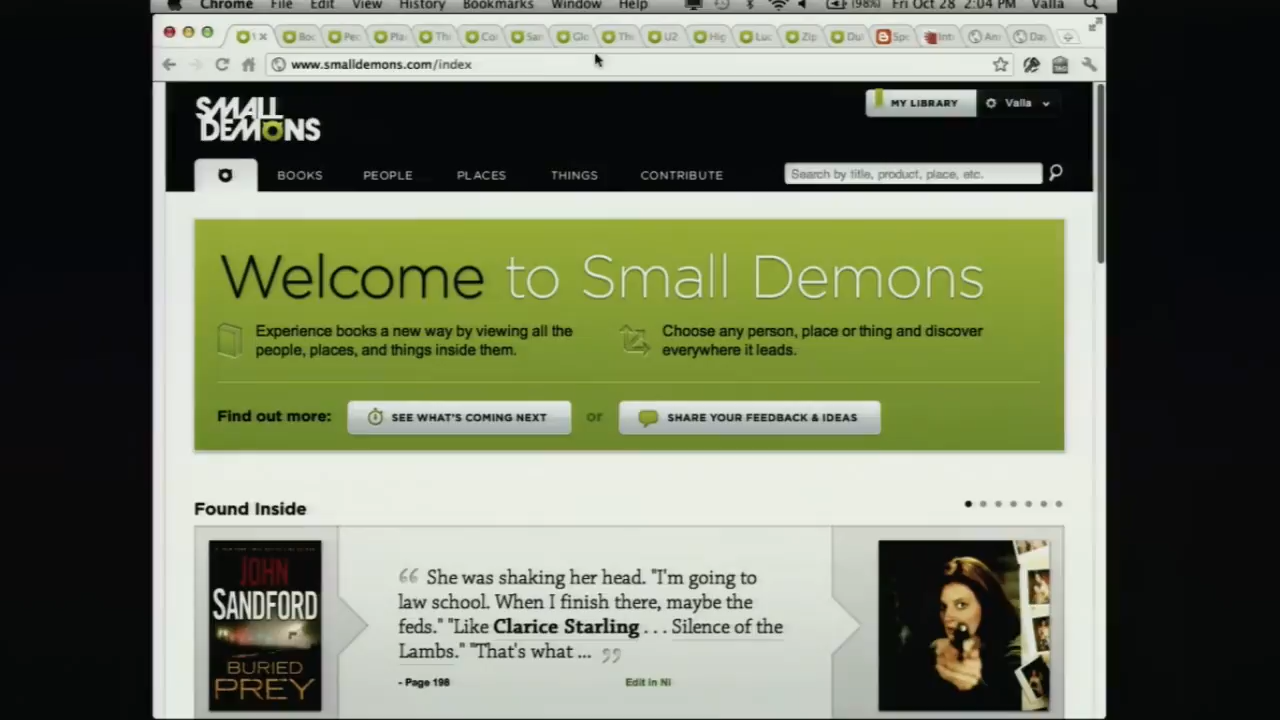 Chrome File Edit View History Bookmarks Window Help (98%) Fri Oct 28 2:04 PM Valla
U2
www.smalldemons.com/index
SMALL DEMONS
MY LIBRARY
Valla
BOOKS PEOPLE PLACES THINGS CONTRIBUTE
Search by title, product, place, etc.
Welcome to Small Demons
Experience books a new way by viewing all the
people, places, and things inside them.
Choose any person, place or thing and discover
everywhere it leads.
Find out more: SEE WHAT'S COMING NEXT or SHARE YOUR FEEDBACK & IDEAS
Found Inside
JOHN
SANDFORD
BURIED
PREY
“ She was shaking her head. "I'm going to
law school. When I finish there, maybe the
feds." "Like Clarice Starling . . . Silence of the
Lambs." "That's what ... ”
- Page 198
Edit in NI